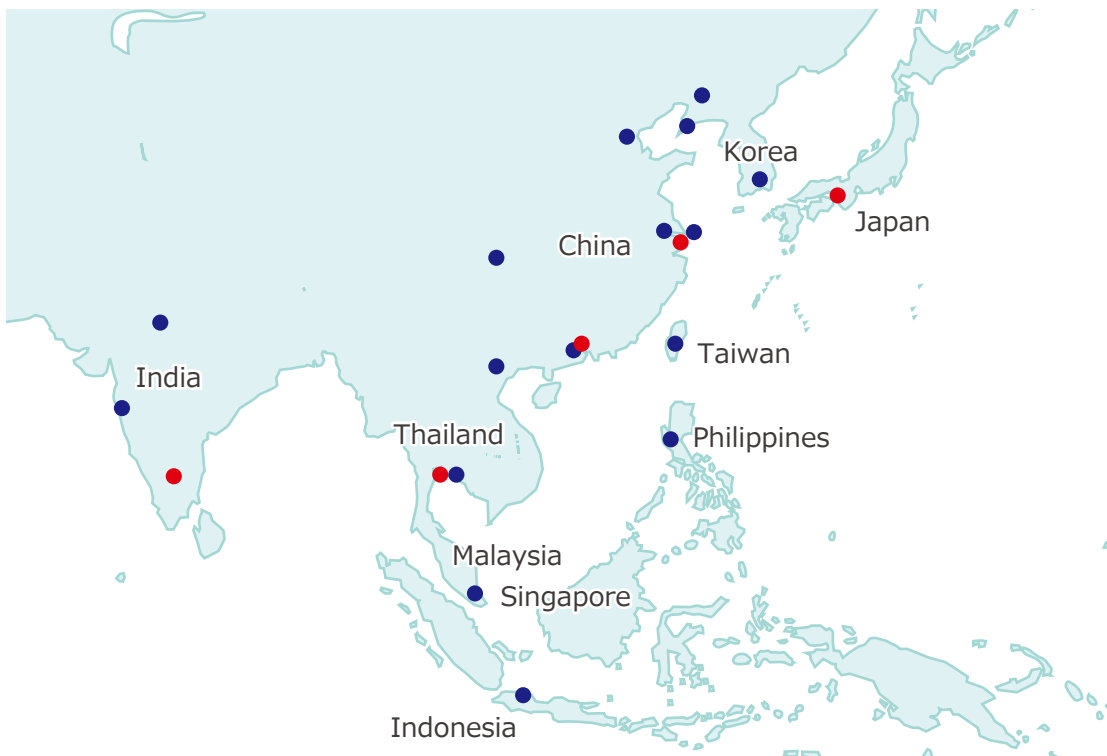 Korea
Japan
China
Taiwan
India
Thailand
Philippines
Malaysia
Singapore
Indonesia